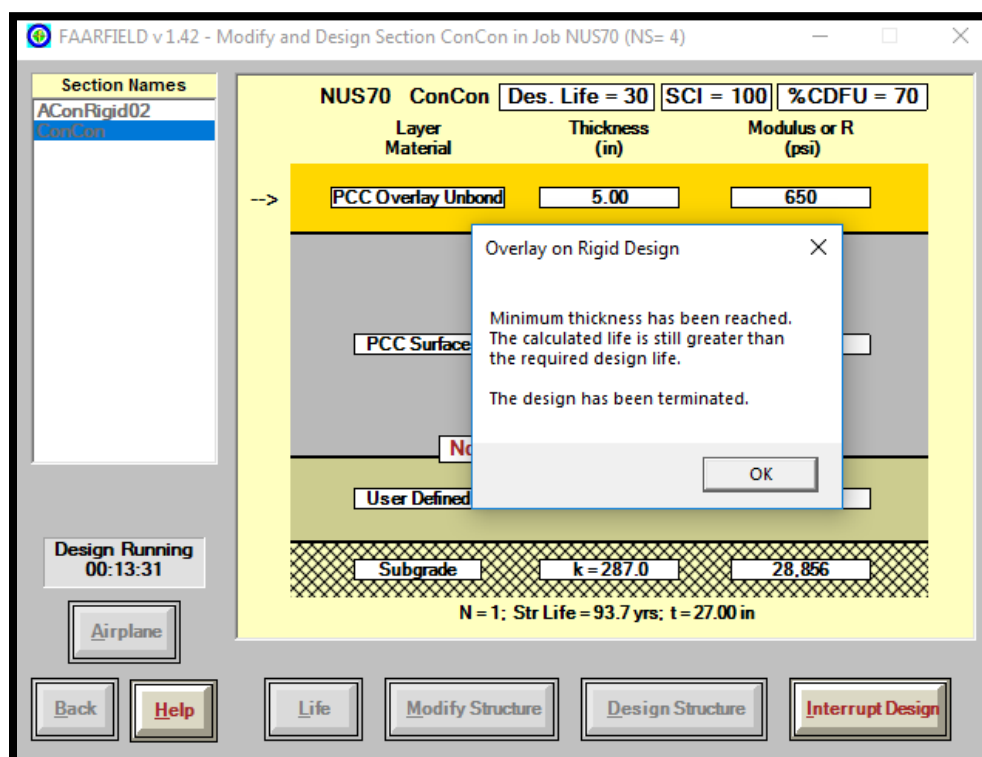 FAARFIELD v 1.42 - Modify and Design Section ConCon in Job NUS70 (NS= 4)
Section Names
AConRigid02
ConCon
NUS70 ConCon Des. Life = 30 SCI = 100 %CDFU = 70
Layer Material Thickness (in) Modulus or R (psi)
--> PCC Overlay Unbond 5.00 650
Overlay on Rigid Design
Minimum thickness has been reached.
The calculated life is still greater than
the required design life.
The design has been terminated.
OK
PCC Surface
No
User Defined
Subgrade k = 287.0 28,856
N = 1; Str Life = 93.7 yrs; t = 27.00 in
Design Running
00:13:31
Airplane
Back
Help
Life
Modify Structure
Design Structure
Interrupt Design